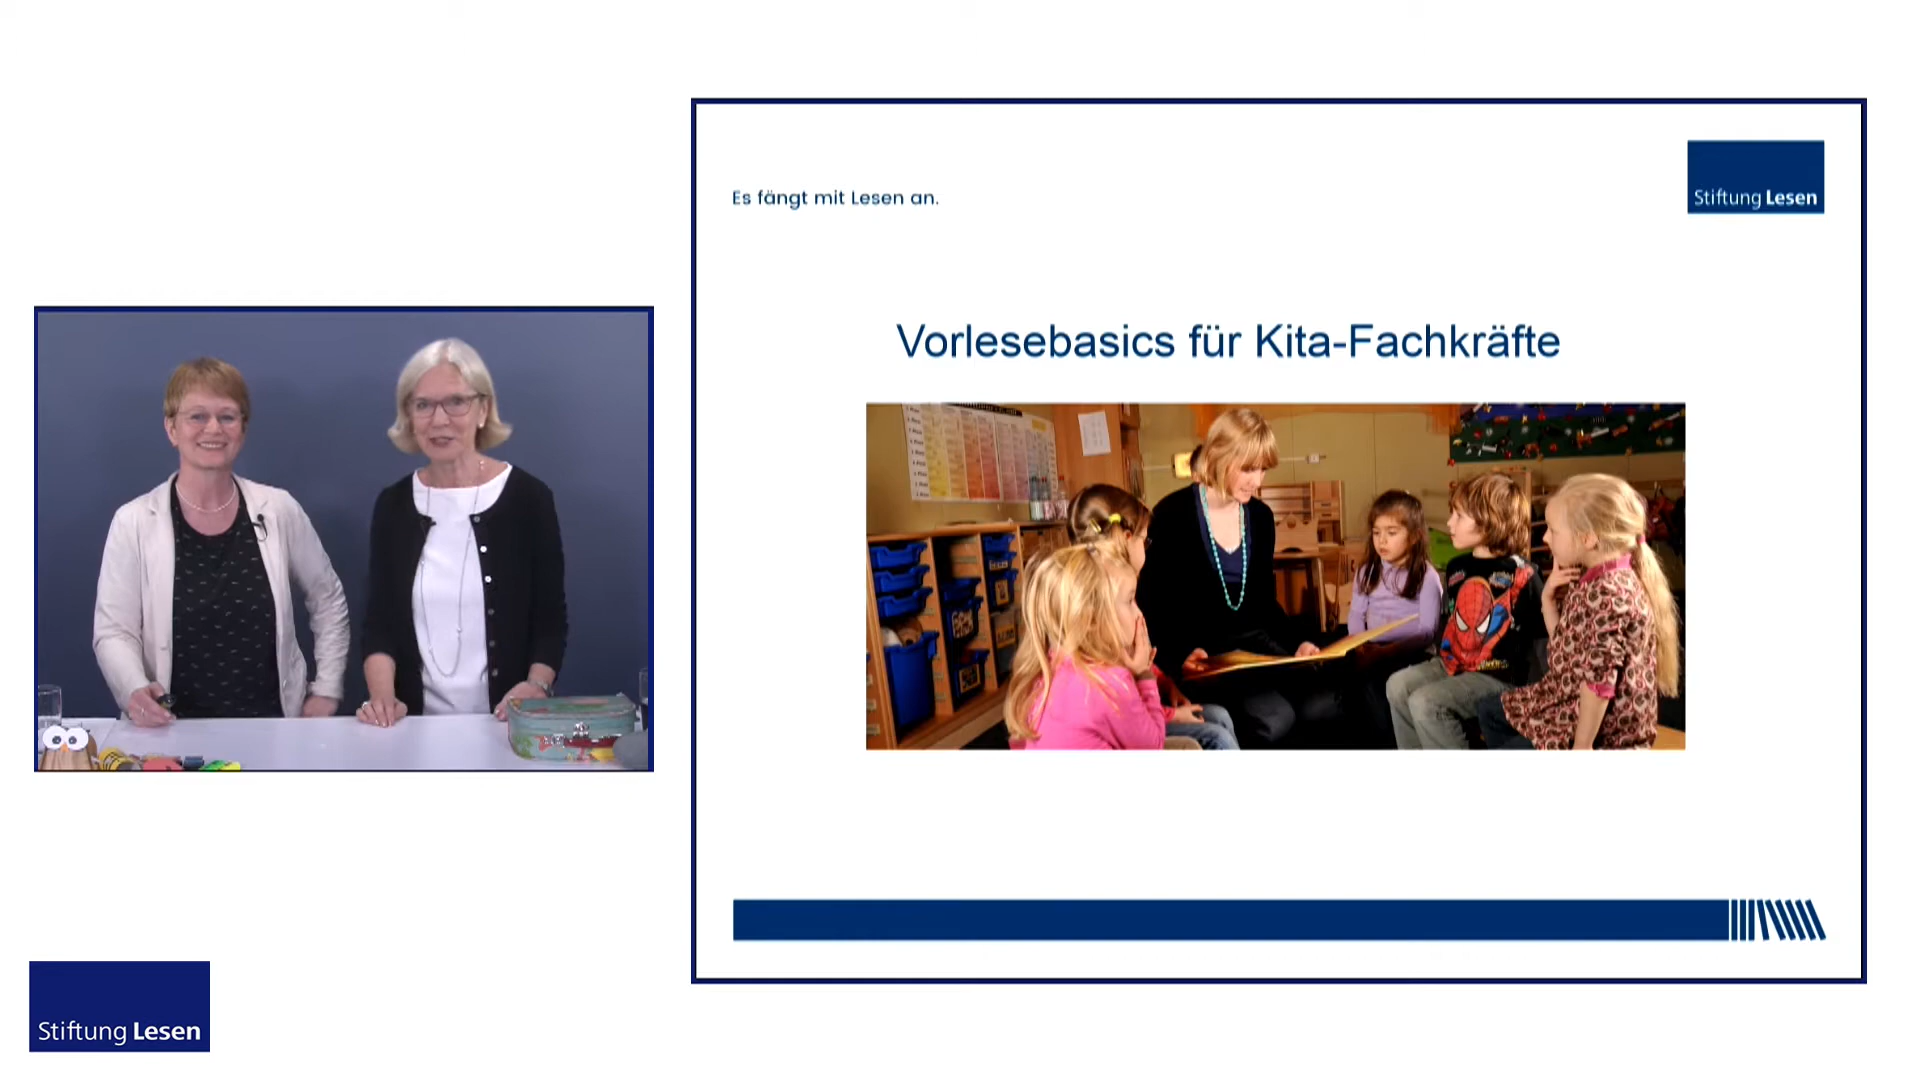 Es fängt mit Lesen an.
Stiftung Lesen
Vorlesebasics für Kita-Fachkräfte
Stiftung Lesen